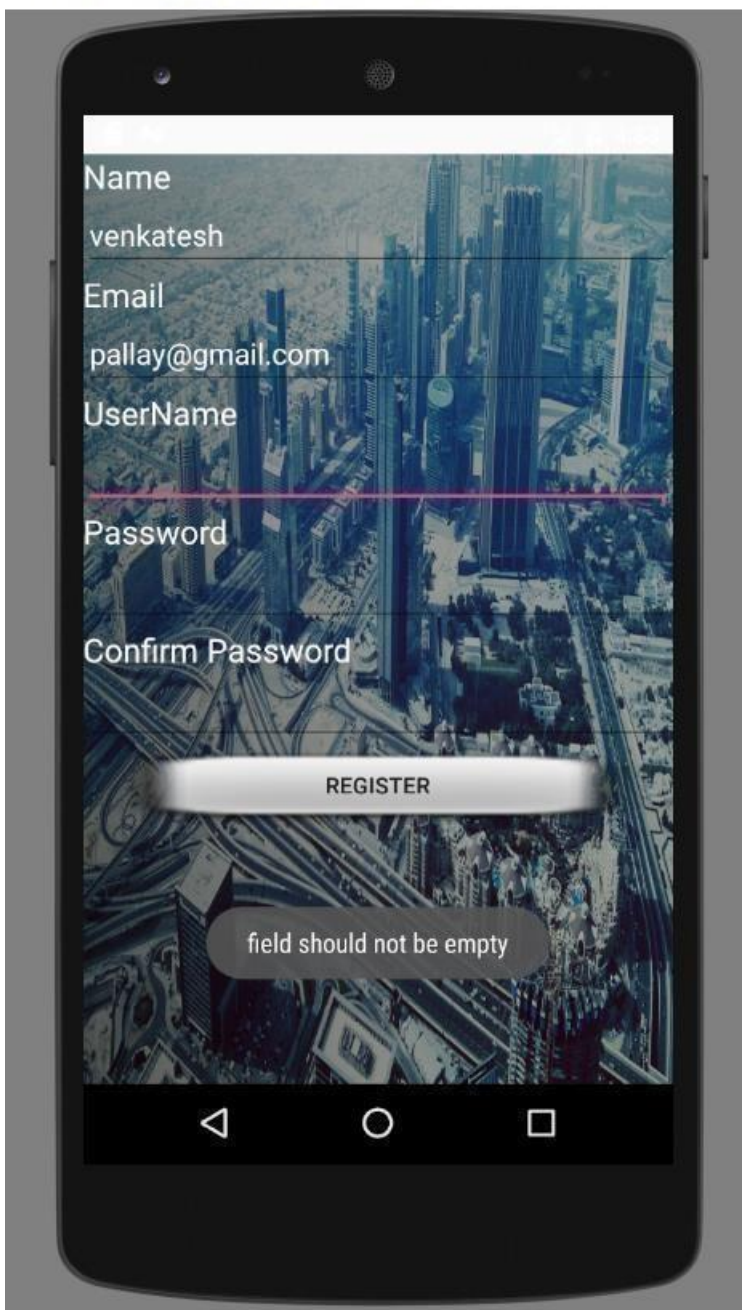 Name
venkatesh
Email
pallay@gmail.com
UserName
Password
Confirm Password
REGISTER
field should not be empty